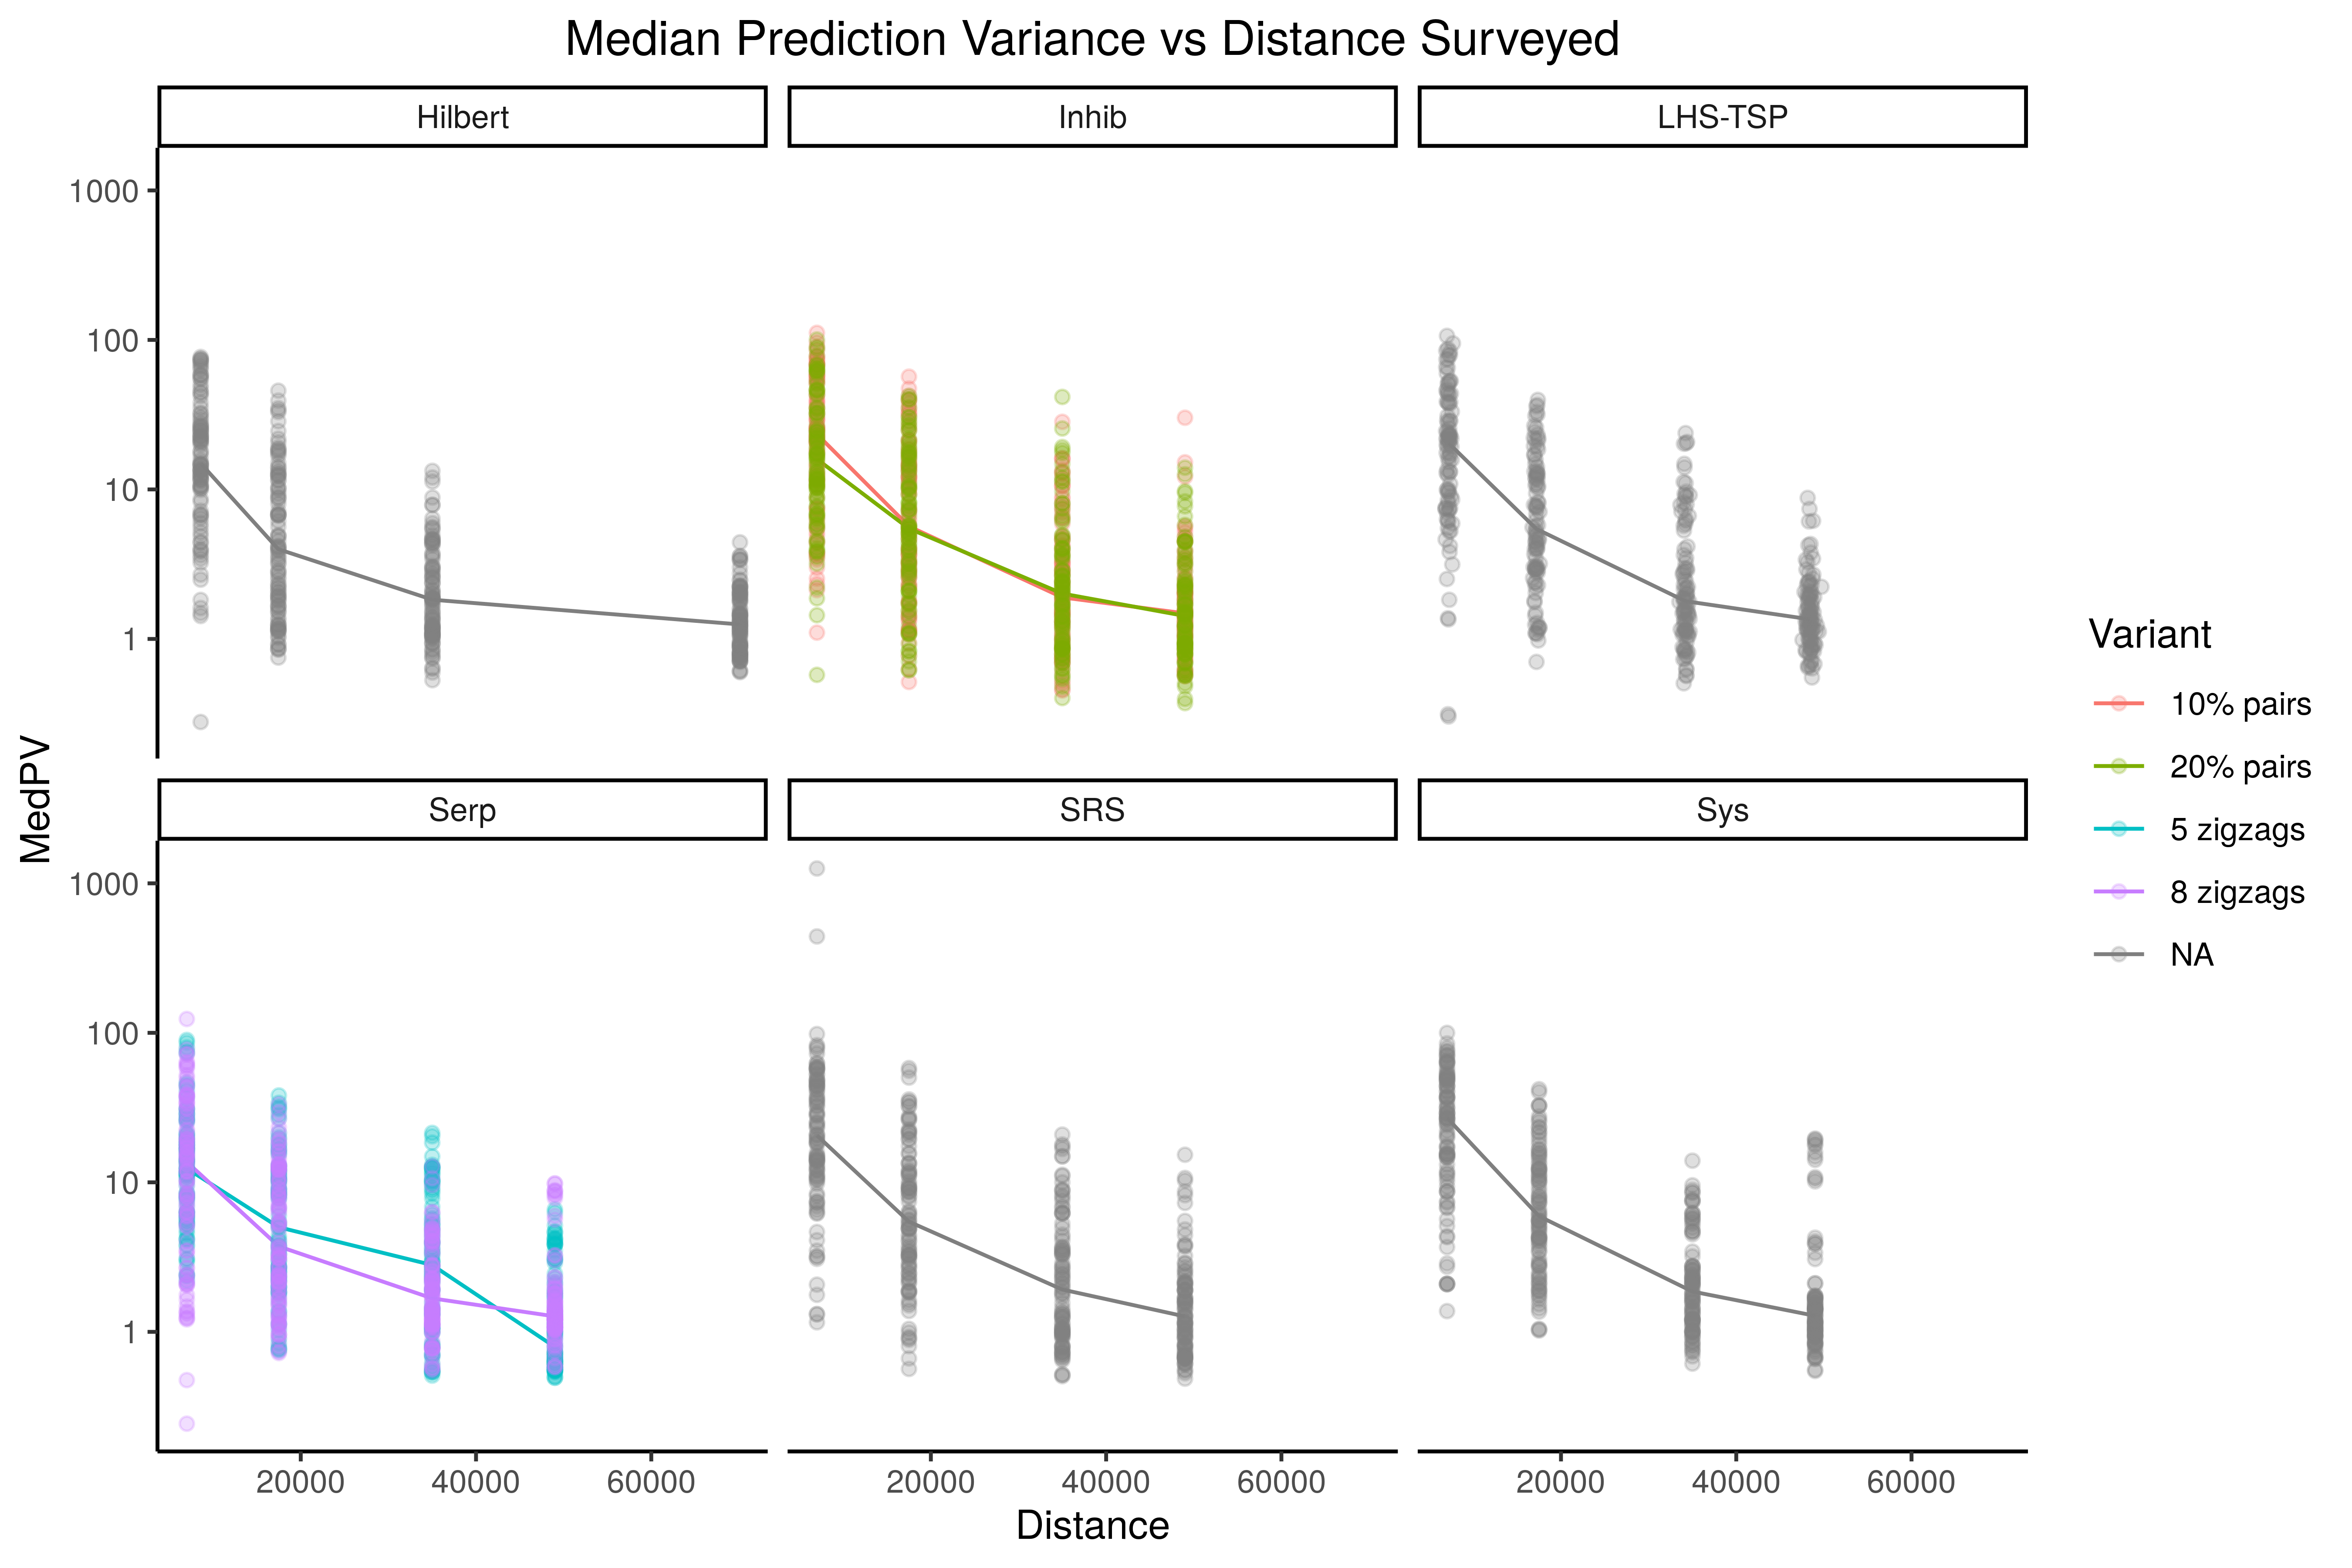 Median Prediction Variance vs Distance Surveyed
Hilbert
Inhib
LHS-TSP
1000
100
10
1
MedPV
Serp
SRS
Sys
1000
100
10
1
20000
40000
60000
20000
40000
60000
20000
40000
60000
Distance
Variant
10% pairs
20% pairs
5 zigzags
8 zigzags
NA